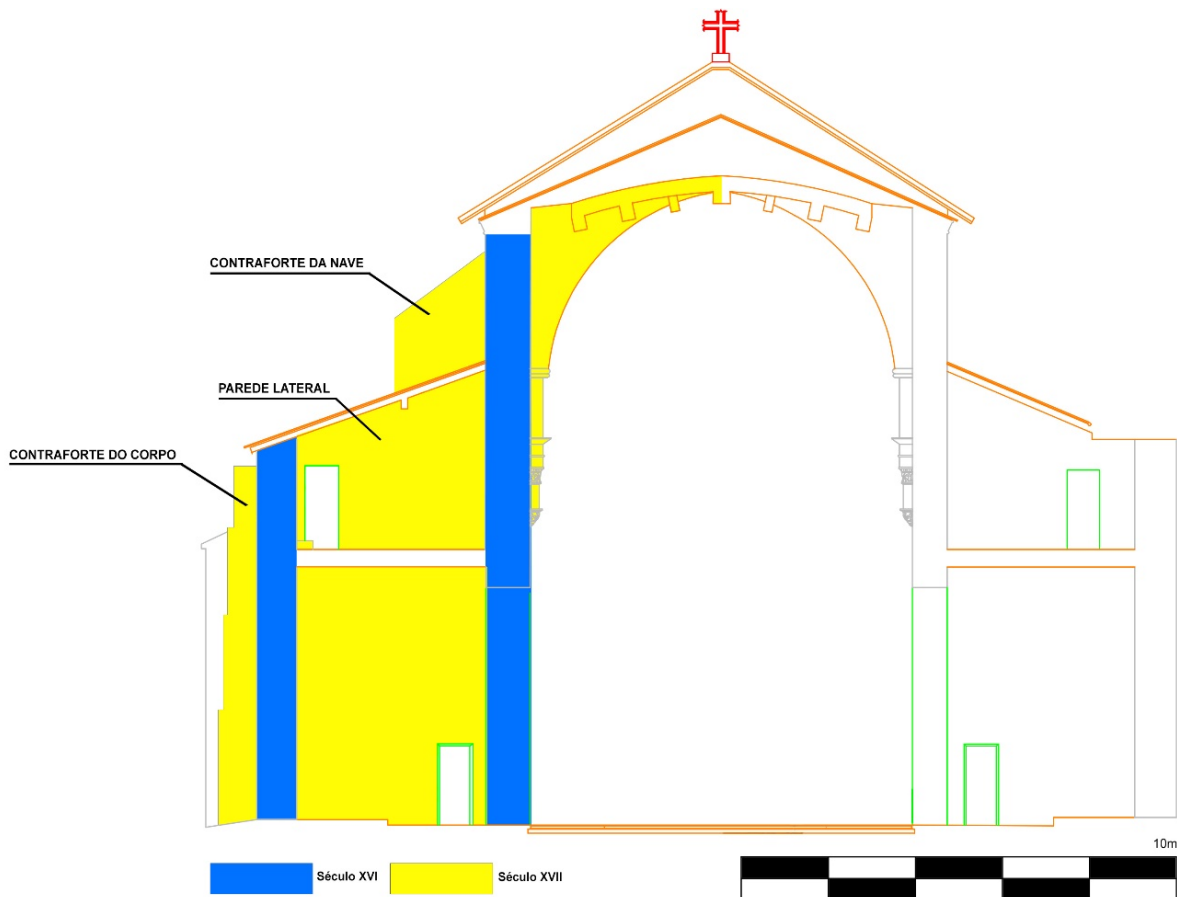 CONTRAFORTE DA NAVE
PAREDE LATERAL
CONTRAFORTE DO CORPO
10m
Século XVI
Século XVII